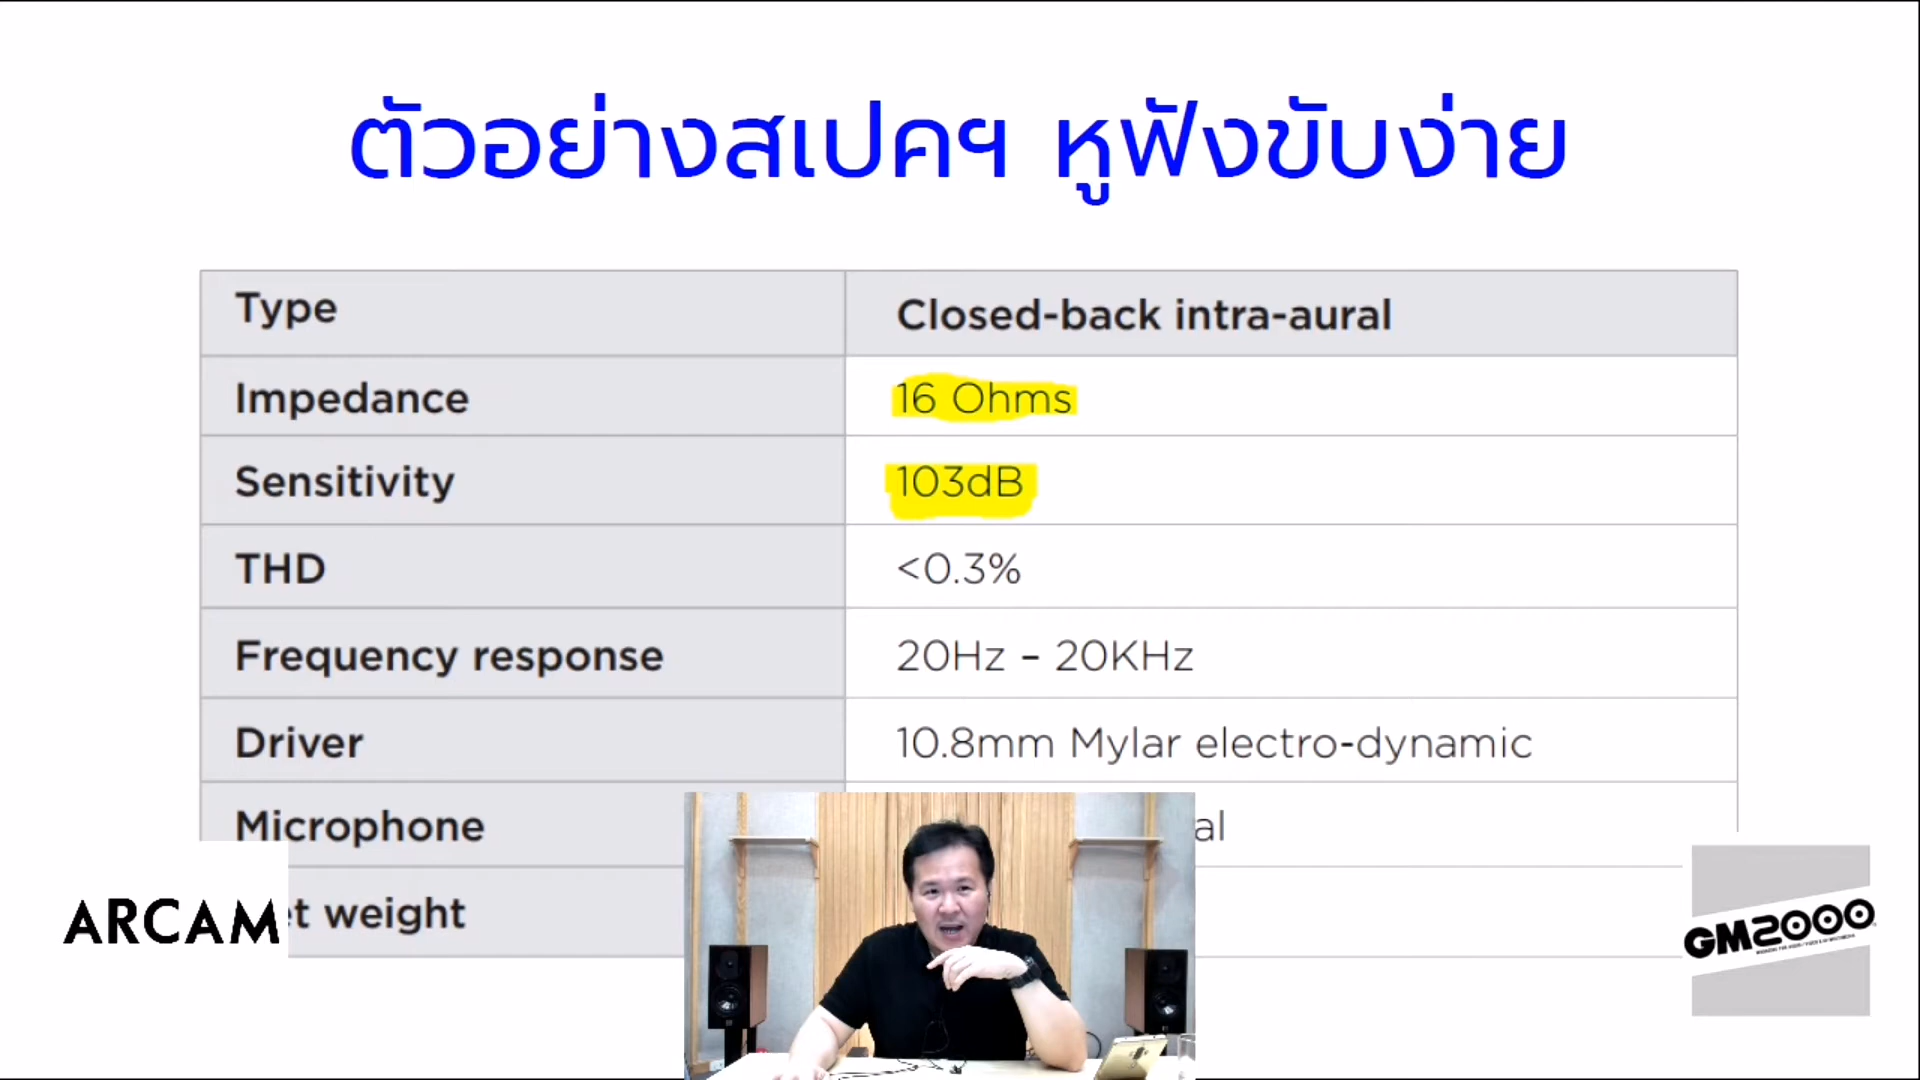 ตัวอย่างสเปคฯ หูฟังขับง่าย
Type Closed-back intra-aural
Impedance 16 Ohms
Sensitivity 103dB
THD <0.3%
Frequency response 20Hz – 20KHz
Driver 10.8mm Mylar electro-dynamic
Microphone
weight
ARCAM
GM2000